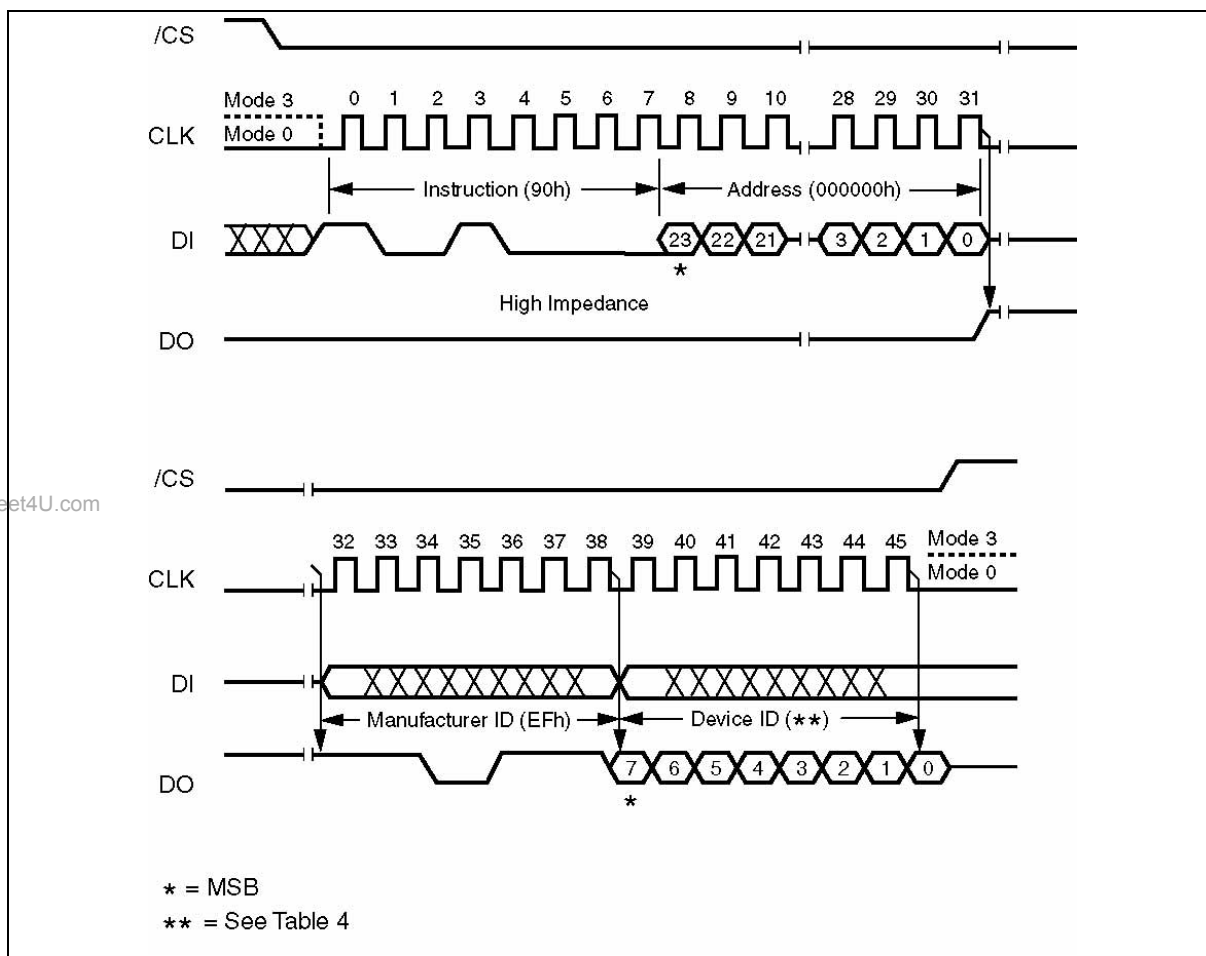 /CS
Mode 3 0 1 2 3 4 5 6 7 8 9 10 28 29 30 31
CLK Mode 0
Instruction (90h) Address (000000h)
DI 23 22 21 3 2 1 0
*
High Impedance
DO
/CS
eet4U.com
32 33 34 35 36 37 38 39 40 41 42 43 44 45 Mode 3
CLK Mode 0
DI
Manufacturer ID (EFh) Device ID (**)
DO 7 6 5 4 3 2 1 0
*
* = MSB
** = See Table 4